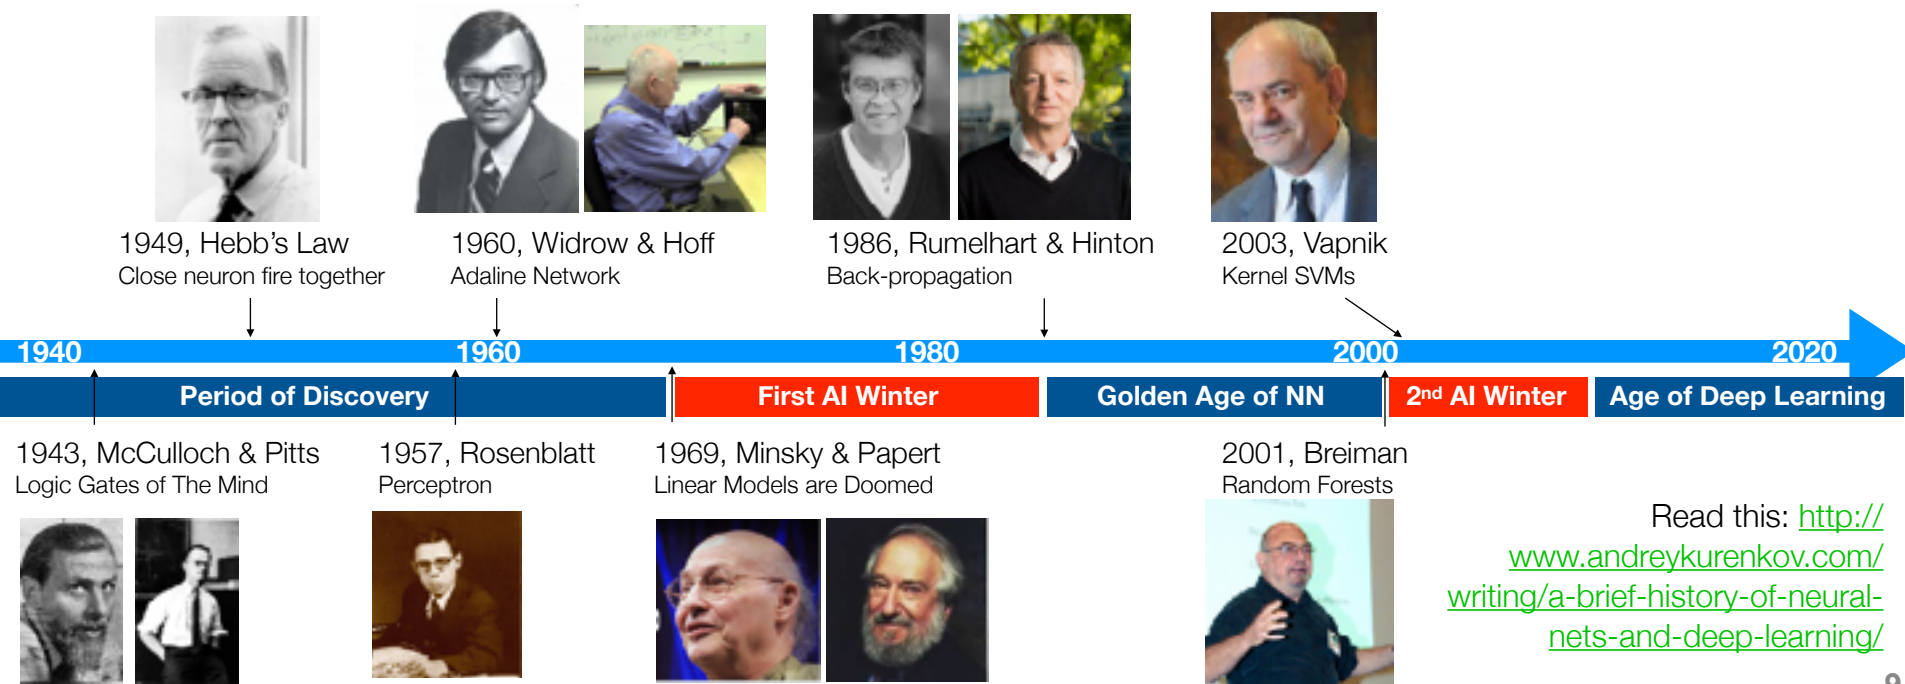 1949, Hebb's Law
Close neuron fire together
1960, Widrow & Hoff
Adaline Network
1986, Rumelhart & Hinton
Back-propagation
2003, Vapnik
Kernel SVMs
1940
1960
1980
2000
2020
Period of Discovery
First AI Winter
Golden Age of NN
2nd AI Winter
Age of Deep Learning
1943, McCulloch & Pitts
Logic Gates of The Mind
1957, Rosenblatt
Perceptron
1969, Minsky & Papert
Linear Models are Doomed
2001, Breiman
Random Forests
Read this: http://
www.andreykurenkov.com/
writing/a-brief-history-of-neural-
nets-and-deep-learning/